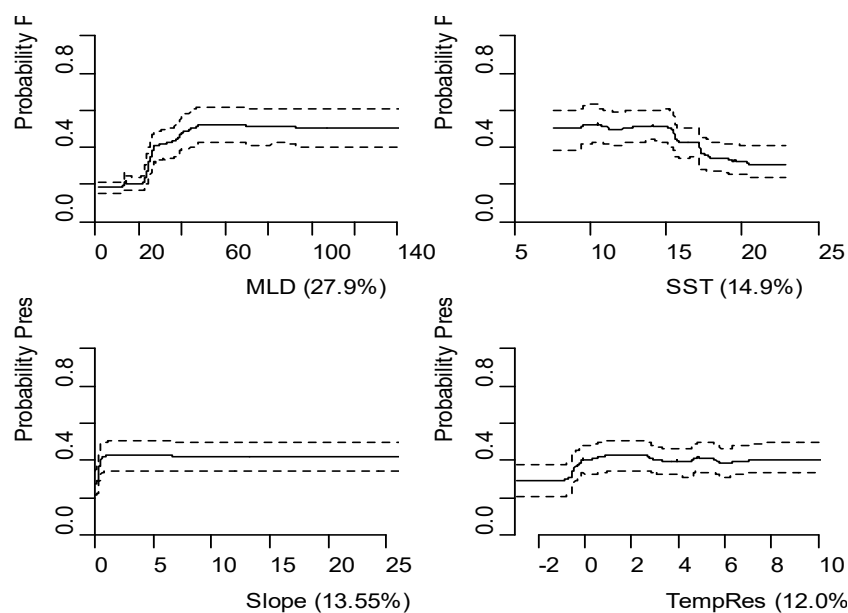 Probability F
0.8
0.4
0.0
0 20 60 100 140
MLD (27.9%)
0.8
0.4
0.0
Probability F
5 10 15 20 25
SST (14.9%)
Probability Pres
0.8
0.4
0.0
0 5 10 15 20 25
Slope (13.55%)
Probability Pres
0.8
0.4
0.0
-2 0 2 4 6 8 10
TempRes (12.0%